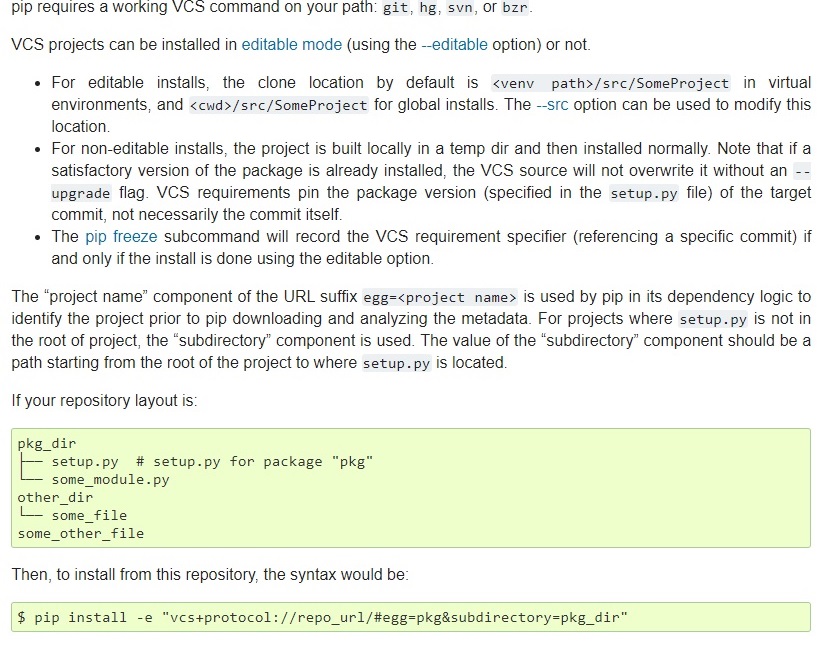 pip requires a working VCS command on your path: git, hg, svn, or bzr.
VCS projects can be installed in editable mode (using the --editable option) or not.
• For editable installs, the clone location by default is <venv path>/src/SomeProject in virtual
environments, and <cwd>/src/SomeProject for global installs. The --src option can be used to modify this
location.
• For non-editable installs, the project is built locally in a temp dir and then installed normally. Note that if a
satisfactory version of the package is already installed, the VCS source will not overwrite it without an --
upgrade flag. VCS requirements pin the package version (specified in the setup.py file) of the target
commit, not necessarily the commit itself.
• The pip freeze subcommand will record the VCS requirement specifier (referencing a specific commit) if
and only if the install is done using the editable option.
The “project name” component of the URL suffix egg=<project name> is used by pip in its dependency logic to
identify the project prior to pip downloading and analyzing the metadata. For projects where setup.py is not in
the root of project, the “subdirectory” component is used. The value of the “subdirectory” component should be a
path starting from the root of the project to where setup.py is located.
If your repository layout is:
pkg_dir
├── setup.py  # setup.py for package "pkg"
└── some_module.py
other_dir
└── some_file
some_other_file
Then, to install from this repository, the syntax would be:
$ pip install -e "vcs+protocol://repo_url/#egg=pkg&subdirectory=pkg_dir"